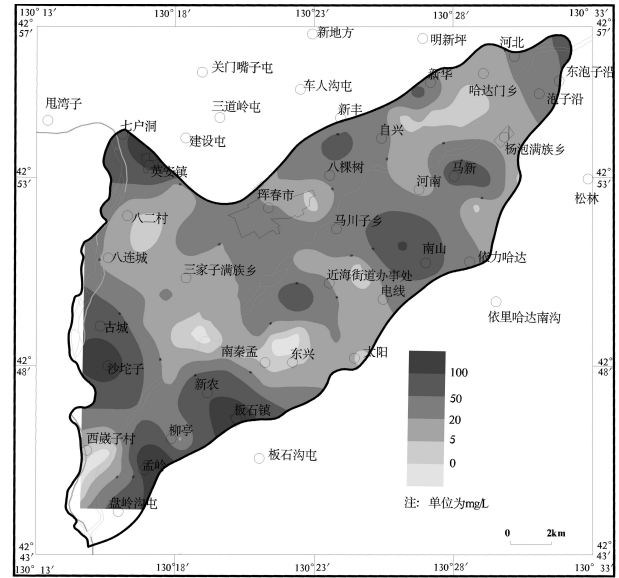 130° 13′ 130° 18′ 130° 23′ 130° 28′ 130° 33′
42° 57′
42° 57′
新地方
明新坪
河北
关门嘴子屯
新华
东泡子沿
哈达门乡
车人沟屯
泡子沿
甩湾子
三道岭屯
新丰
七户洞
自兴
建设屯
杨泡满族乡
42° 53′
42° 53′
英安镇
八棵树
马新
河南
松林
珲春市
八二村
马川子乡
八连城
南山
依力哈达
三家子满族乡
近海街道办事处
电线
依里哈达南沟
古城
南秦孟
东兴
太阳
42° 48′
42° 48′
沙坨子
新农
板石镇
柳亭
西崴子村
板石沟屯
孟岭
盘岭沟屯
100
50
20
5
0
注: 单位为mg/L
0 2km
42° 43′
42° 43′
130° 13′ 130° 18′ 130° 23′ 130° 28′ 130° 33′